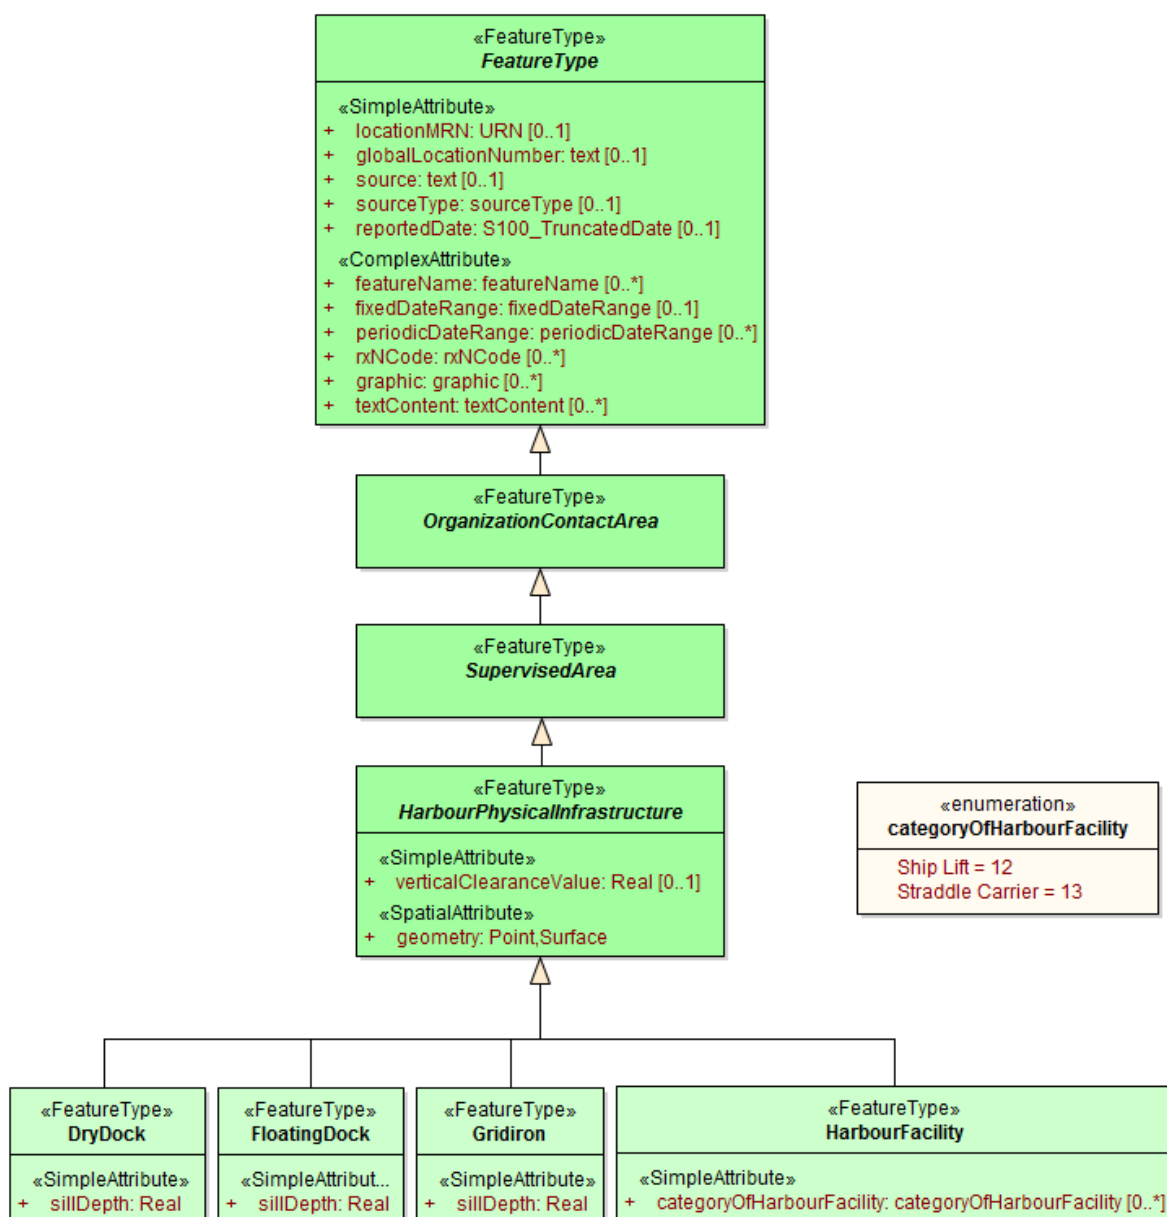 «FeatureType»
FeatureType
«SimpleAttribute»
+ locationMRN: URN [0..1]
+ globalLocationNumber: text [0..1]
+ source: text [0..1]
+ sourceType: sourceType [0..1]
+ reportedDate: S100_TruncatedDate [0..1]
«ComplexAttribute»
+ featureName: featureName [0..*]
+ fixedDateRange: fixedDateRange [0..1]
+ periodicDateRange: periodicDateRange [0..*]
+ rxNCode: rxNCode [0..*]
+ graphic: graphic [0..*]
+ textContent: textContent [0..*]
«FeatureType»
OrganizationContactArea
«FeatureType»
SupervisedArea
«FeatureType»
HarbourPhysicalInfrastructure
«SimpleAttribute»
+ verticalClearanceValue: Real [0..1]
«SpatialAttribute»
+ geometry: Point,Surface
«enumeration»
categoryOfHarbourFacility
Ship Lift = 12
Straddle Carrier = 13
«FeatureType»
DryDock
«SimpleAttribute»
+ sillDepth: Real
«FeatureType»
FloatingDock
«SimpleAttribut...
+ sillDepth: Real
«FeatureType»
Gridiron
«SimpleAttribute»
+ sillDepth: Real
«FeatureType»
HarbourFacility
«SimpleAttribute»
+ categoryOfHarbourFacility: categoryOfHarbourFacility [0..*]